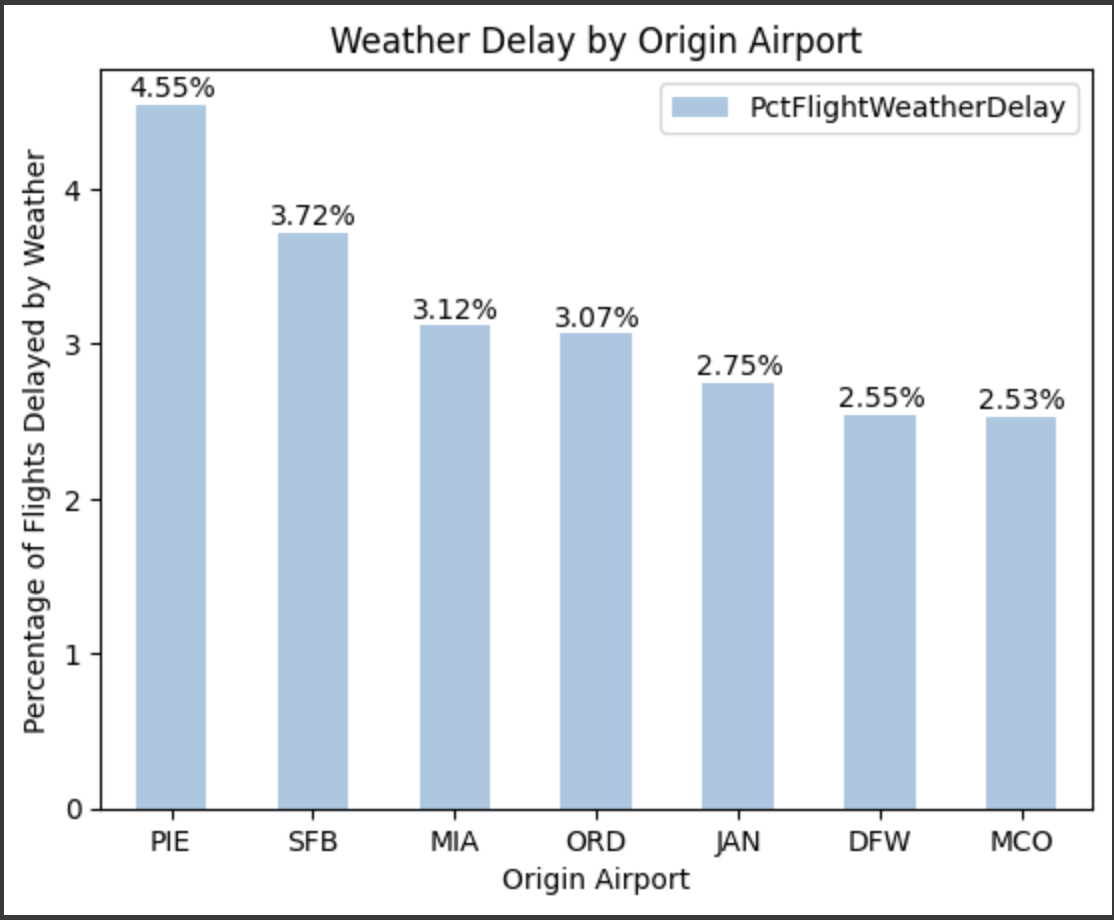 Weather Delay by Origin Airport
4.55%
PctFlightWeatherDelay
3.72%
3.12%
3.07%
2.75%
2.55%
2.53%
Percentage of Flights Delayed by Weather
4
3
2
1
0
PIE SFB MIA ORD JAN DFW MCO
Origin Airport